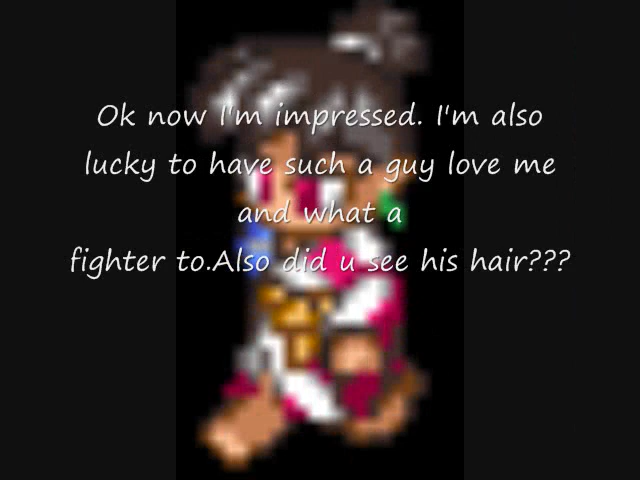 Ok now I'm impressed. I'm also
lucky to have such a guy love me
and what a
fighter to.Also did u see his hair???